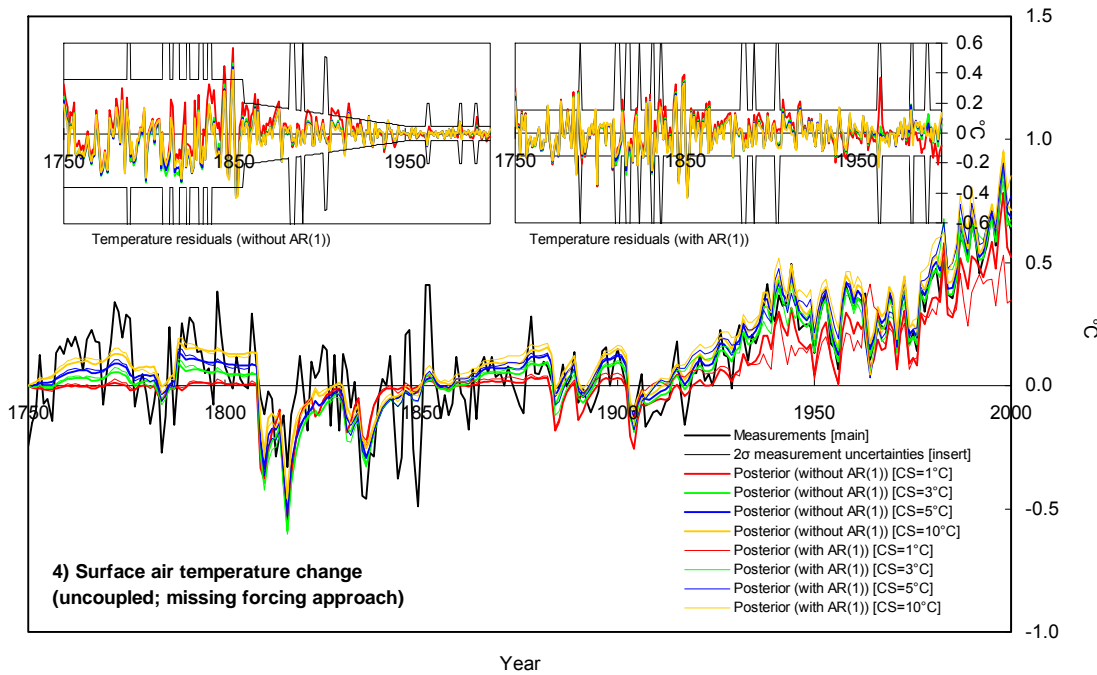 1.5
0.6
0.4
0.2
0
-0.2
-0.4
-0.6
°C
1750
1850
1950
1750
1850
1950
Temperature residuals (without AR(1))
Temperature residuals (with AR(1))
1.0
0.5
°C
0.0
1750
1800
1850
1900
1950
2000
Measurements [main]
2σ measurement uncertainties [insert]
Posterior (without AR(1)) [CS=1°C]
Posterior (without AR(1)) [CS=3°C]
Posterior (without AR(1)) [CS=5°C]
Posterior (without AR(1)) [CS=10°C]
Posterior (with AR(1)) [CS=1°C]
Posterior (with AR(1)) [CS=3°C]
Posterior (with AR(1)) [CS=5°C]
Posterior (with AR(1)) [CS=10°C]
-0.5
4) Surface air temperature change
(uncoupled; missing forcing approach)
-1.0
Year